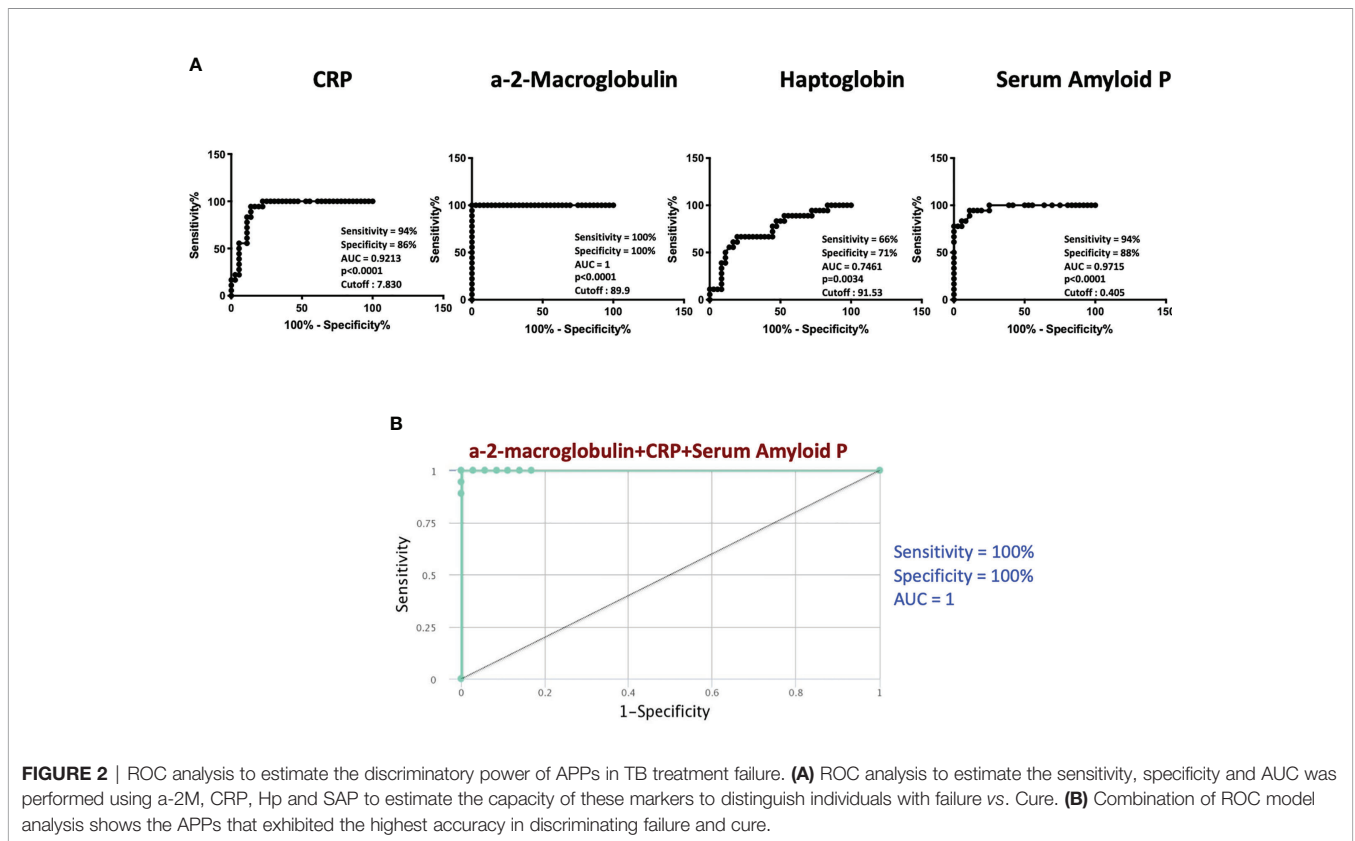 A
CRP
a-2-Macroglobulin
Haptoglobin
Serum Amyloid P
150
100
50
0
Sensitivity%
Sensitivity = 94%
Specificity = 86%
AUC = 0.9213
p<0.0001
Cutoff : 7.830
0
50
100
150
100% - Specificity%
150
100
50
0
Sensitivity%
Sensitivity = 100%
Specificity = 100%
AUC = 1
p<0.0001
Cutoff : 89.9
0
50
100
150
100% - Specificity%
150
100
50
0
Sensitivity%
Sensitivity = 66%
Specificity = 71%
AUC = 0.7461
p=0.0034
Cutoff : 91.53
0
50
100
150
100% - Specificity%
150
100
50
0
Sensitivity%
Sensitivity = 94%
Specificity = 88%
AUC = 0.9715
p<0.0001
Cutoff : 0.405
0
50
100
15
100% - Specificity%
B
a-2-macroglobulin+CRP+Serum Amyloid P
1
0.75
0.5
0.25
0
Sensitivity
0
0.2
0.4
0.6
0.8
1
1-Specificity
Sensitivity = 100%
Specificity = 100%
AUC = 1
FIGURE 2 | ROC analysis to estimate the discriminatory power of APPs in TB treatment failure. (A) ROC analysis to estimate the sensitivity, specificity and AUC was
performed using a-2M, CRP, Hp and SAP to estimate the capacity of these markers to distinguish individuals with failure vs. Cure. (B) Combination of ROC model
analysis shows the APPs that exhibited the highest accuracy in discriminating failure and cure.